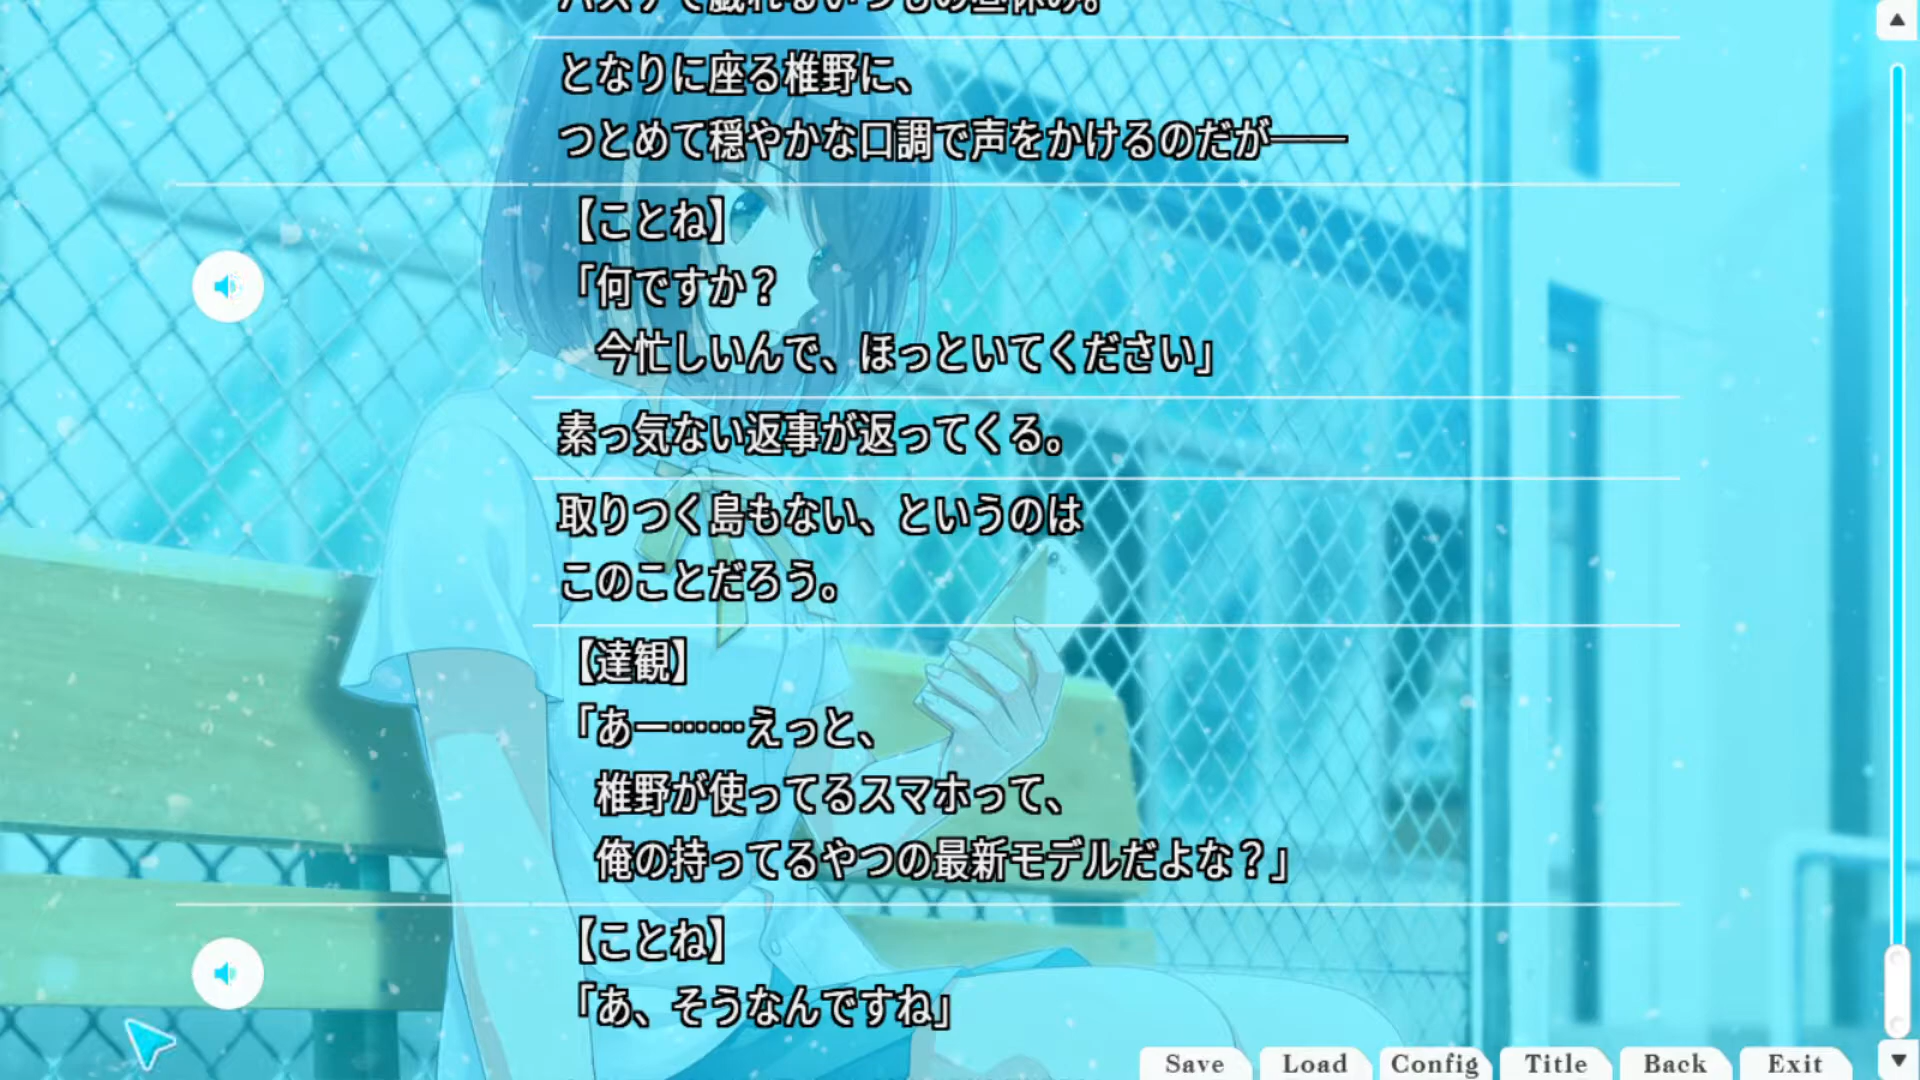 となりに座る椎野に、
つとめて穏やかな口調で声をかけるのだが――
【ことね】
「何ですか？
今忙しいんで、ほっといてください」
素っ気ない返事が返ってくる。
取りつく島もない、というのは
このことだろう。
【達観】
「あー……えっと、
椎野が使ってるスマホって、
俺の持ってるやつの最新モデルだよな？」
【ことね】
「あ、そうなんですね」
Save Load Config Title Back Exit